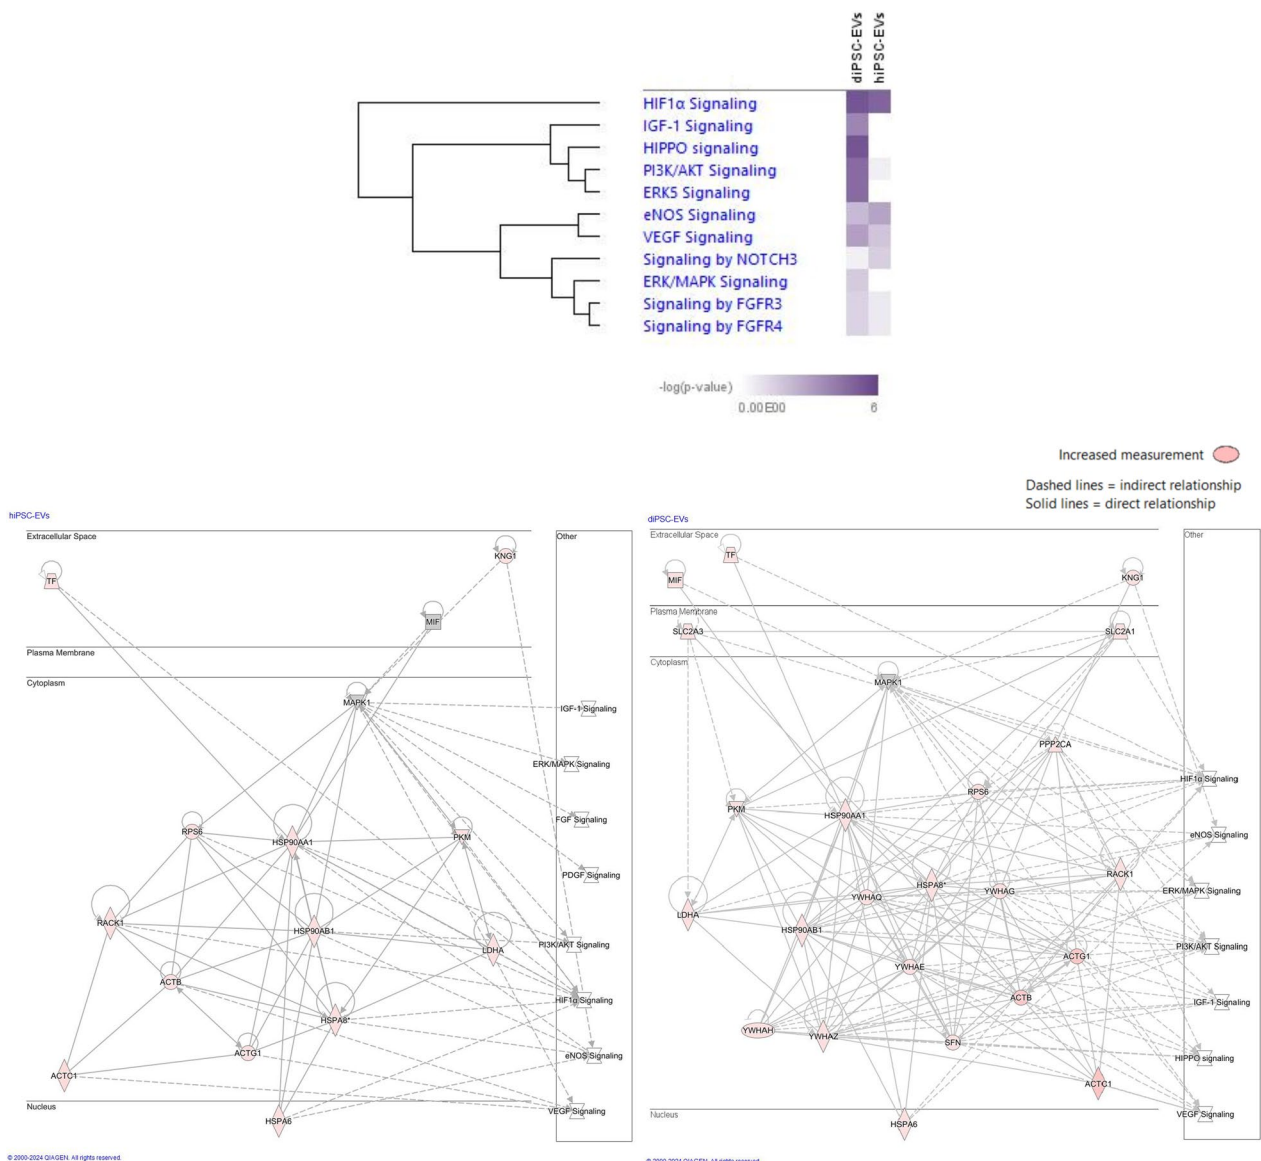 diPSC-EVs
hiPSC-EVs
HIF1α Signaling
IGF-1 Signaling
HIPPO signaling
PI3K/AKT Signaling
ERK5 Signaling
eNOS Signaling
VEGF Signaling
Signaling by NOTCH3
ERK/MAPK Signaling
Signaling by FGFR3
Signaling by FGFR4
-log(p-value)
0.00E00 6
Increased measurement
Dashed lines = indirect relationship
Solid lines = direct relationship
hiPSC-EVs
Extracellular Space
Other
KNG1
TF
MIF
Plasma Membrane
Cytoplasm
MAPK1
IGF-1 Signaling
ERK/MAPK Signaling
FGF Signaling
RPS6
HSP90AA1
PKM
PDGF Signaling
RACK1
HSP90AB1
LDHA
PI3K/AKT Signaling
ACTB
HIF1α Signaling
HSPA8*
ACTG1
eNOS Signaling
ACTC1
Nucleus
VEGF Signaling
HSPA6
© 2000-2024 QIAGEN. All rights reserved.
diPSC-EVs
Extracellular Space
Other
TF
MIF
KNG1
Plasma Membrane
SLC2A3
SLC2A1
Cytoplasm
MAPK1
PPP2CA
HIF1α Signaling
RPS6
PKM
HSP90AA1
eNOS Signaling
RACK1
HSPA8*
YWHAG
ERK/MAPK Signaling
YWHAQ
LDHA
HSP90AB1
PI3K/AKT Signaling
ACTG1
YWHAE
ACTB
IGF-1 Signaling
YWHAH
YWHAZ
SFN
HIPPO signaling
ACTC1
Nucleus
VEGF Signaling
HSPA6
© 2000-2024 QIAGEN. All rights reserved.